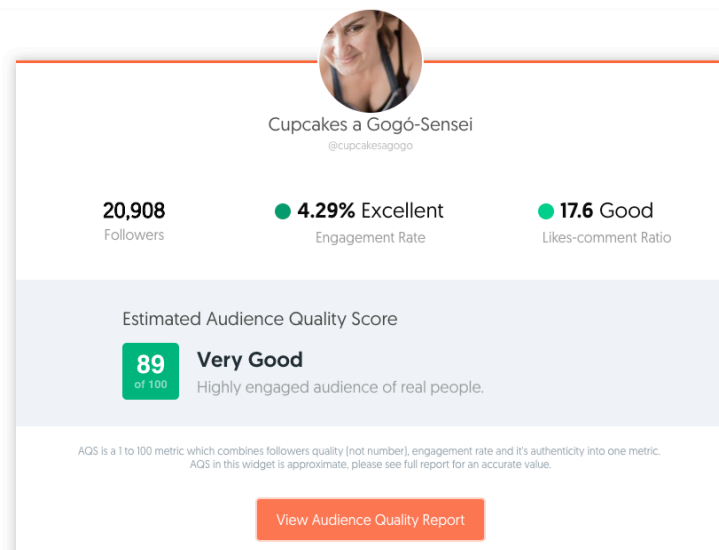 Cupcakes a Gogó-Sensei
@cupcakesagogo
20,908
Followers
4.29% Excellent
Engagement Rate
17.6 Good
Likes-comment Ratio
Estimated Audience Quality Score
89
of 100
Very Good
Highly engaged audience of real people.
AQS is a 1 to 100 metric which combines followers quality (not number), engagement rate and it's authenticity into one metric.
AQS in this widget is approximate, please see full report for an accurate value.
View Audience Quality Report